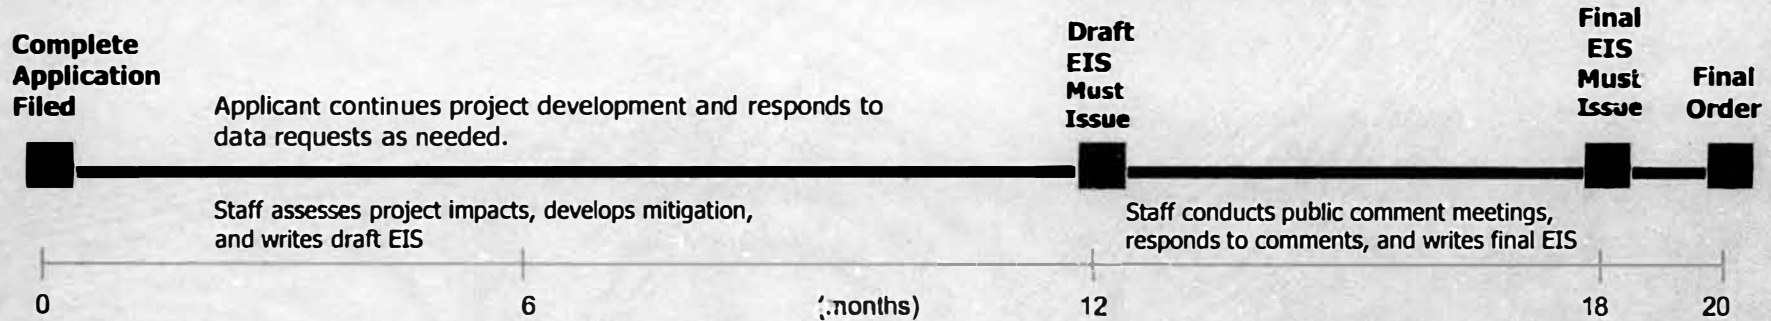 Complete
Application
Filed
Applicant continues project development and responds to
data requests as needed.
Draft
EIS
Must
Issue
Final
EIS
Must
Issue
Final
Order
Staff assesses project impacts, develops mitigation,
and writes draft EIS
Staff conducts public comment meetings,
responds to comments, and writes final EIS
0 6 (months) 12 18 20